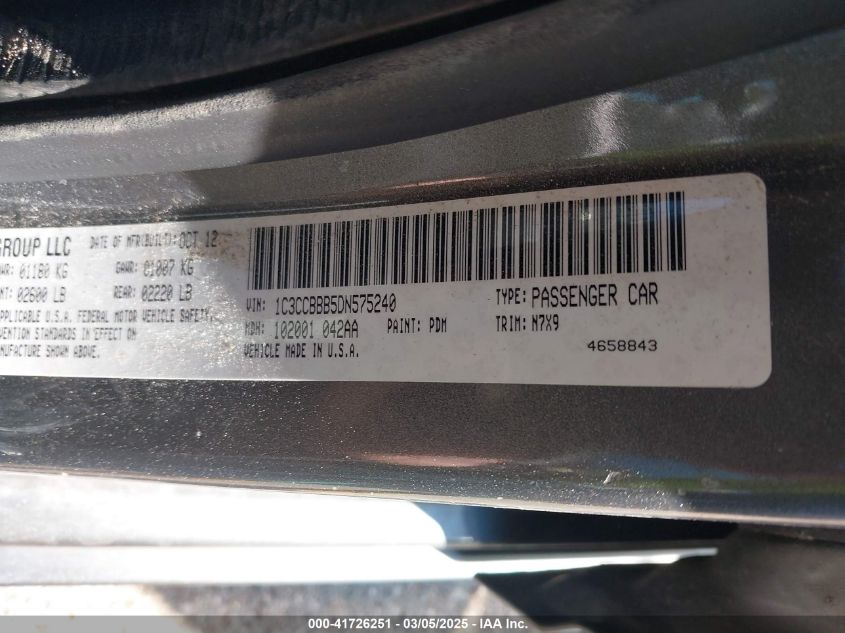 GROUP LLC DATE OF MFR(BUILT): OCT 12
01180 KG GAWR: 01007 KG
02600 LB REAR: 02220 LB
APPLICABLE U.S.A. FEDERAL MOTOR VEHICLE SAFETY,
VENTION STANDARDS IN EFFECT ON
NUFACTURE SHOWN ABOVE.
VIN: 1C3CCBBB5DN575240 TYPE: PASSENGER CAR
MDH: 102001 042AA PAINT: PDM TRIM: N7X9
VEHICLE MADE IN U.S.A. 4658843
000-41726251 - 03/05/2025 - IAA Inc.